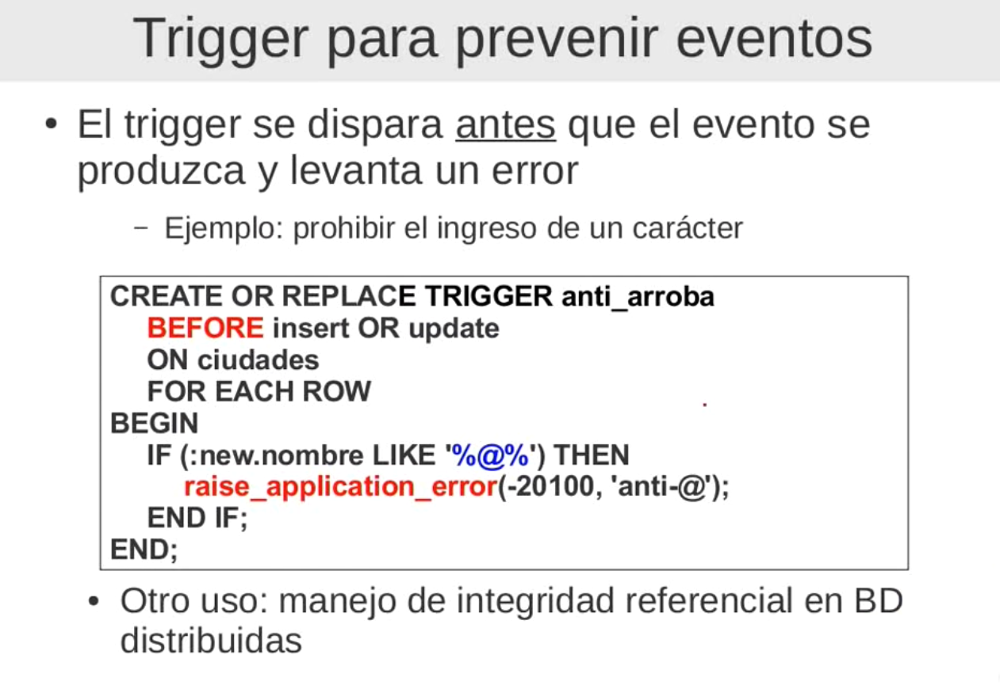 Trigger para prevenir eventos
• El trigger se dispara antes que el evento se
produzca y levanta un error
– Ejemplo: prohibir el ingreso de un carácter
CREATE OR REPLACE TRIGGER anti_arroba
BEFORE insert OR update
ON ciudades
FOR EACH ROW
BEGIN
IF (:new.nombre LIKE '%@%') THEN
raise_application_error(-20100, 'anti-@');
END IF;
END;
• Otro uso: manejo de integridad referencial en BD
distribuidas